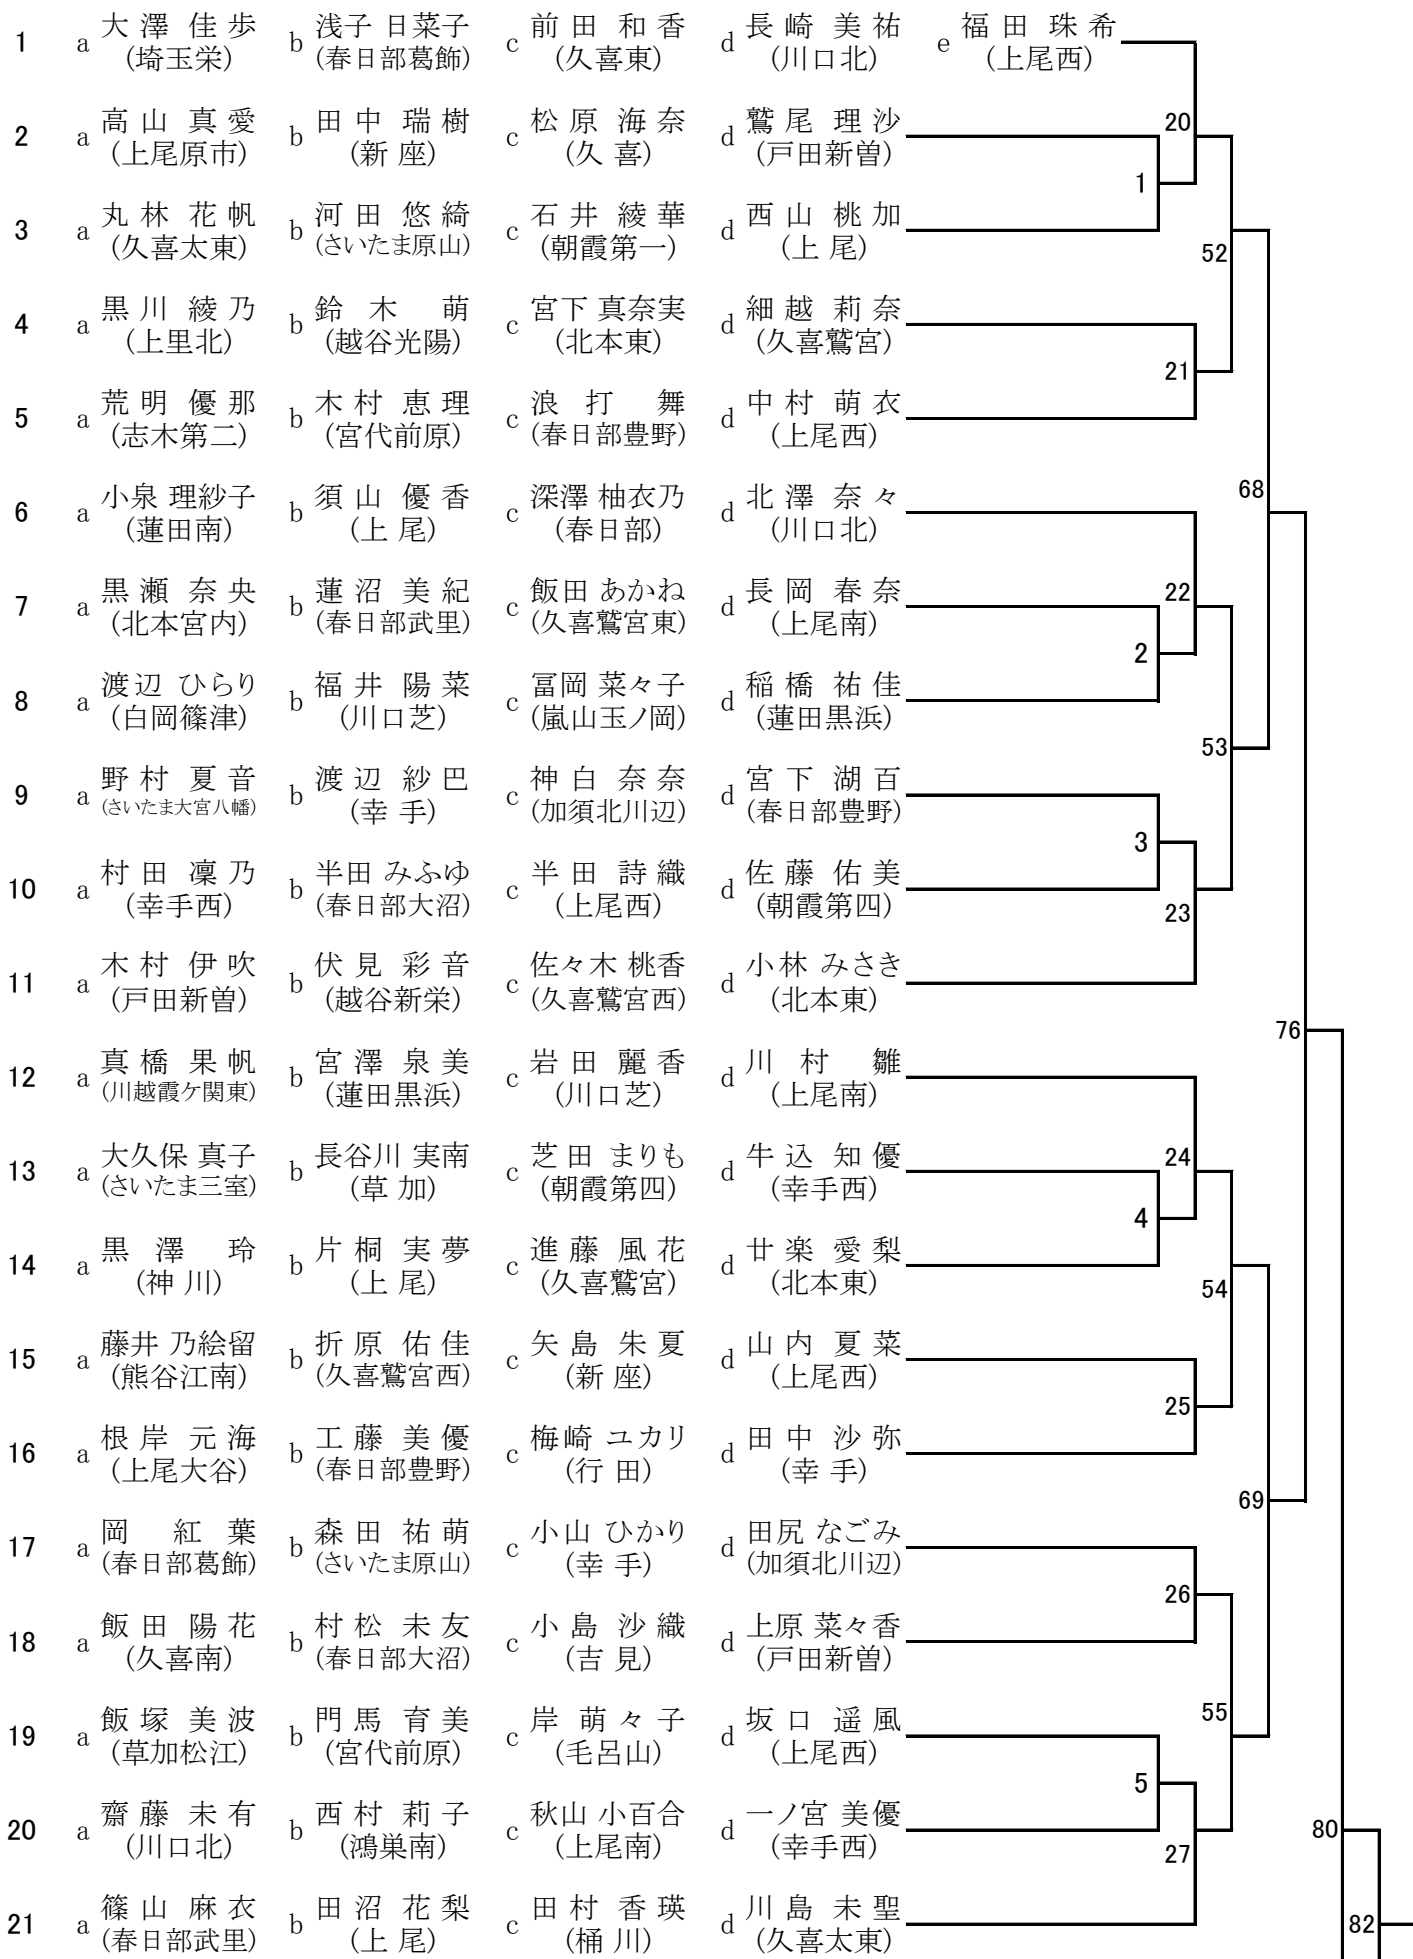 1 a 大澤 佳歩 b 浅子 日菜子 c 前田 和香 d 長崎 美祐 e 福田 珠希
(埼玉栄) (春日部葛飾) (久喜東) (川口北) (上尾西)
20
2 a 高山 真愛 b 田中 瑞樹 c 松原 海奈 d 鷲尾 理沙
(上尾原市) (新座) (久喜) (戸田新曽)
1
3 a 丸林 花帆 b 河田 悠綺 c 石井 綾華 d 西山 桃加
(久喜太東) (さいたま原山) (朝霞第一) (上尾)
52
4 a 黒川 綾乃 b 鈴木 萌 c 宮下 真奈実 d 細越 莉奈
(上里北) (越谷光陽) (北本東) (久喜鷲宮)
21
5 a 荒明 優那 b 木村 恵理 c 浪打 舞 d 中村 萌衣
(志木第二) (宮代前原) (春日部豊野) (上尾西)
68
6 a 小泉 理紗子 b 須山 優香 c 深澤 柚衣乃 d 北澤 奈々
(蓮田南) (上尾) (春日部) (川口北)
22
7 a 黒瀬 奈央 b 蓮沼 美紀 c 飯田 あかね d 長岡 春奈
(北本宮内) (春日部武里) (久喜鷲宮東) (上尾南)
2
8 a 渡辺 ひらり b 福井 陽菜 c 冨岡 菜々子 d 稲橋 祐佳
(白岡篠津) (川口芝) (嵐山玉ノ岡) (蓮田黒浜)
53
9 a 野村 夏音 b 渡辺 紗巴 c 神白 奈奈 d 宮下 湖百
(さいたま大宮八幡) (幸手) (加須北川辺) (春日部豊野)
3
10 a 村田 凜乃 b 半田 みふゆ c 半田 詩織 d 佐藤 佑美
(幸手西) (春日部大沼) (上尾西) (朝霞第四)
23
11 a 木村 伊吹 b 伏見 彩音 c 佐々木 桃香 d 小林 みさき
(戸田新曽) (越谷新栄) (久喜鷲宮西) (北本東)
76
12 a 真橋 果帆 b 宮澤 泉美 c 岩田 麗香 d 川村 雛
(川越霞ケ関東) (蓮田黒浜) (川口芝) (上尾南)
24
13 a 大久保 真子 b 長谷川 実南 c 芝田 まりも d 牛込 知優
(さいたま三室) (草加) (朝霞第四) (幸手西)
4
14 a 黒澤 玲 b 片桐 実夢 c 進藤 風花 d 廿楽 愛梨
(神川) (上尾) (久喜鷲宮) (北本東)
54
15 a 藤井 乃絵留 b 折原 佑佳 c 矢島 朱夏 d 山内 夏菜
(熊谷江南) (久喜鷲宮西) (新座) (上尾西)
25
16 a 根岸 元海 b 工藤 美優 c 梅崎 ユカリ d 田中 沙弥
(上尾大谷) (春日部豊野) (行田) (幸手)
69
17 a 岡 紅葉 b 森田 祐萌 c 小山 ひかり d 田尻 なごみ
(春日部葛飾) (さいたま原山) (幸手) (加須北川辺)
26
18 a 飯田 陽花 b 村松 未友 c 小島 沙織 d 上原 菜々香
(久喜南) (春日部大沼) (吉見) (戸田新曽)
55
19 a 飯塚 美波 b 門馬 育美 c 岸 萌々子 d 坂口 遥風
(草加松江) (宮代前原) (毛呂山) (上尾西)
5
20 a 齋藤 未有 b 西村 莉子 c 秋山 小百合 d 一ノ宮 美優 80
(川口北) (鴻巣南) (上尾南) (幸手西)
27
21 a 篠山 麻衣 b 田沼 花梨 c 田村 香瑛 d 川島 未聖 82
(春日部武里) (上尾) (桶川) (久喜太東)